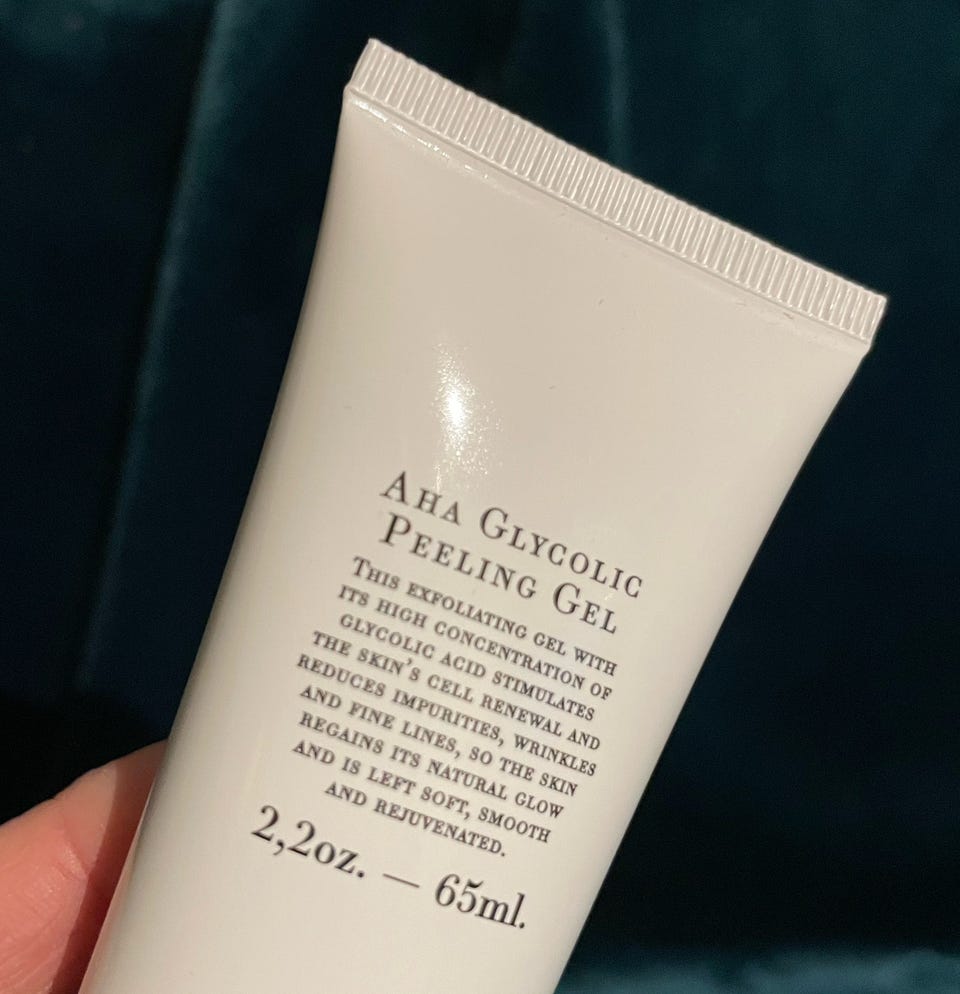 AHA GLYCOLIC
PEELING GEL
THIS EXFOLIATING GEL WITH
ITS HIGH CONCENTRATION OF
GLYCOLIC ACID STIMULATES
THE SKIN'S CELL RENEWAL AND
REDUCES IMPURITIES, WRINKLES
AND FINE LINES, SO THE SKIN
REGAINS ITS NATURAL GLOW
AND IS LEFT SOFT, SMOOTH
AND REJUVENATED.
2,2oz. — 65ml.